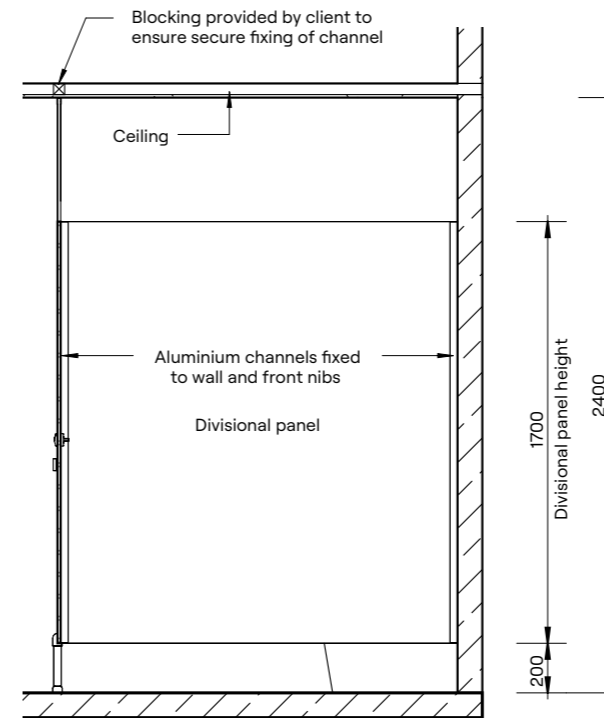 Blocking provided by client to
ensure secure fixing of channel
Ceiling
Aluminium channels fixed
to wall and front nibs
Divisional panel
1700
Divisional panel height
2400
200